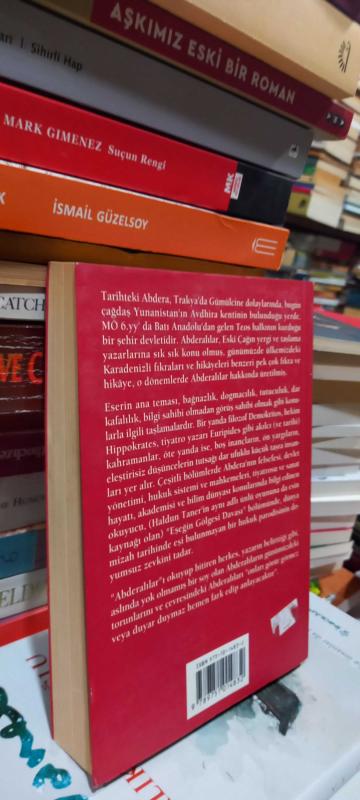 AŞKIMIZ ESKİ BİR ROMAN
Sihirli Hap
MARK GIMENEZ Suçun Rengi
MK
İSMAİL GÜZELSOY
CATCH
Tarihteki Abdera, Trakya'da Gümülcine dolaylarında, bugün
çağdaş Yunanistan'ın Avdhira kentinin bulunduğu yerde,
MÖ 6.yy' da Batı Anadolu'dan gelen Teos halkının kurduğu
bir şehir devletidir. Abderalılar, Eski Çağın yergi ve taşlama
yazarlarına sık sık konu olmuş, günümüzde ülkemizdeki
Karadenizli fıkraları ve hikâyeleri benzeri pek çok fıkra ve
hikâye, o dönemlerde Abderalılar hakkında üretilmiş.
Eserin ana teması, bağnazlık, dogmacılık, tutuculuk, dar
kafalılık, bilgi sahibi olmadan görüş sahibi olmak gibi konu-
larla ilgili taşlamalardır. Bir yanda filozof Demokritos, hekim
Hippokrates, tiyatro yazarı Euripides gibi akılcı (ve tarihi)
kahramanlar, öte yanda ise, boş inançların, ön yargıların,
eleştirisiz düşüncelerin tutsağı dar ufuklu küçük taşra insan-
ları yer alır. Çeşitli bölümlerde Abdera'nın felsefesi, devlet
yönetimi, hukuk sistemi ve mahkemeleri, tiyatrosu ve sanat
hayatı, akademisi ve bilim dünyası konularında bilgi edinen
okuyucu, (Haldun Taner'in aynı adlı ünlü oyununa da esin
kaynağı olan) "Eşeğin Gölgesi Davası" bölümünde, dünya
mizah tarihinde eşi bulunmayan bir hukuk parodisinin do-
yumsuz zevkini tadar.
"Abderalılar"ı okuyup bitiren herkes, yazarın belirttiği gibi,
aslında yok olmamış bir soy olan Abderalıların günümüzdeki
torunlarını ve çevresindeki Abderalıları "onları görür görmez
veya duyar duymaz hemen fark edip anlayacaktır".